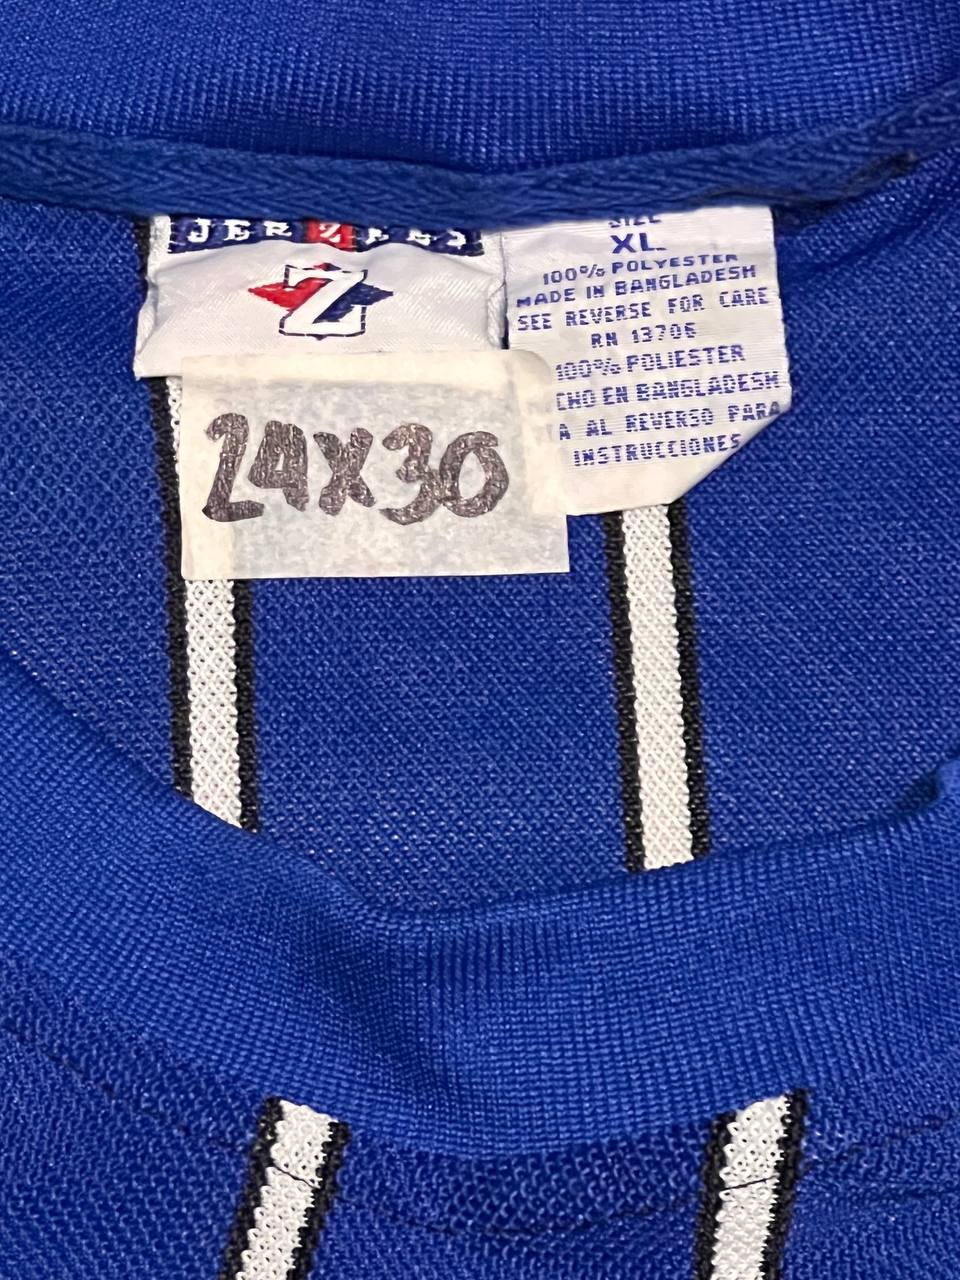 JERZEES
Z
24X30
SIZE
XL
100% POLYESTER
MADE IN BANGLADESH
SEE REVERSE FOR CARE
RN 13706
100% POLIESTER
CHO EN BANGLADESH
A AL REVERSO PARA
INSTRUCCIONES